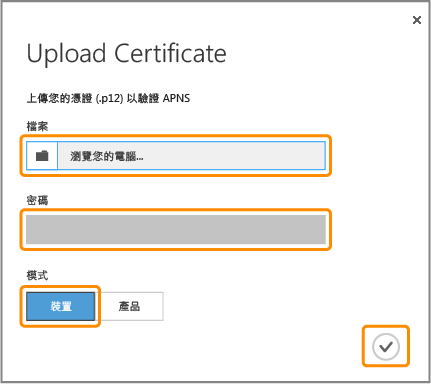 Upload Certificate
上傳您的憑證 (.p12) 以驗證 APNS
檔案
瀏覽您的電腦...
密碼
模式
裝置
產品